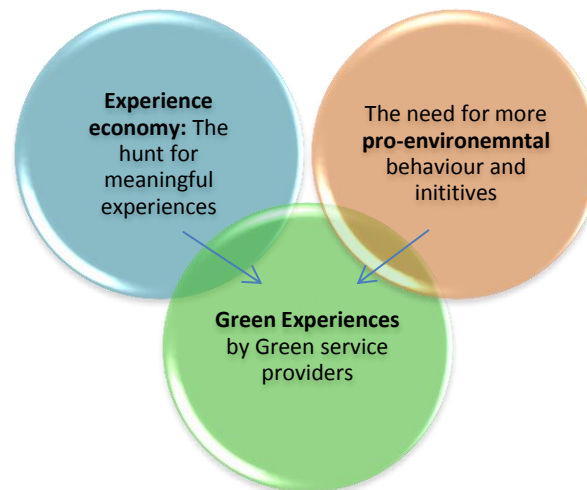 Experience
economy: The
hunt for
meaningful
experiences
The need for more
pro-environemntal
behaviour and
inititives
Green Experiences
by Green service
providers